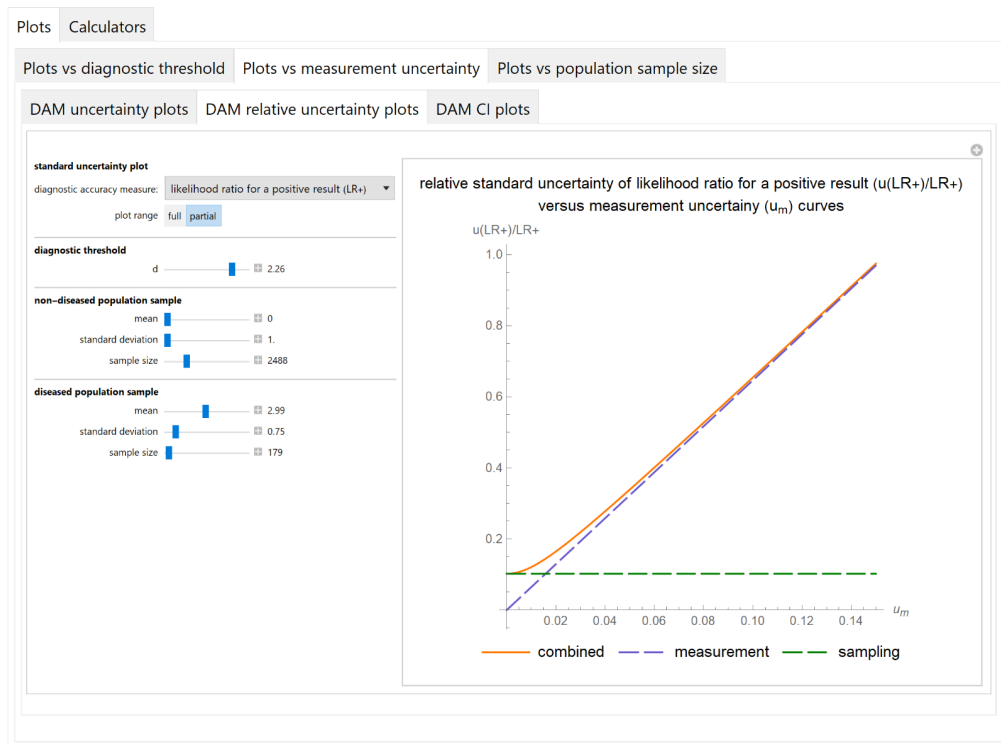 Plots Calculators
Plots vs diagnostic threshold Plots vs measurement uncertainty Plots vs population sample size
DAM uncertainty plots DAM relative uncertainty plots DAM CI plots
standard uncertainty plot
diagnostic accuracy measure: likelihood ratio for a positive result (LR+)
plot range full partial
diagnostic threshold
d 2.26
non-diseased population sample
mean 0
standard deviation 1.
sample size 2488
diseased population sample
mean 2.99
standard deviation 0.75
sample size 179
relative standard uncertainty of likelihood ratio for a positive result (u(LR+)/LR+)
versus measurement uncertainy (um) curves
u(LR+)/LR+
1.0
0.8
0.6
0.4
0.2
0.02 0.04 0.06 0.08 0.10 0.12 0.14 um
combined measurement sampling